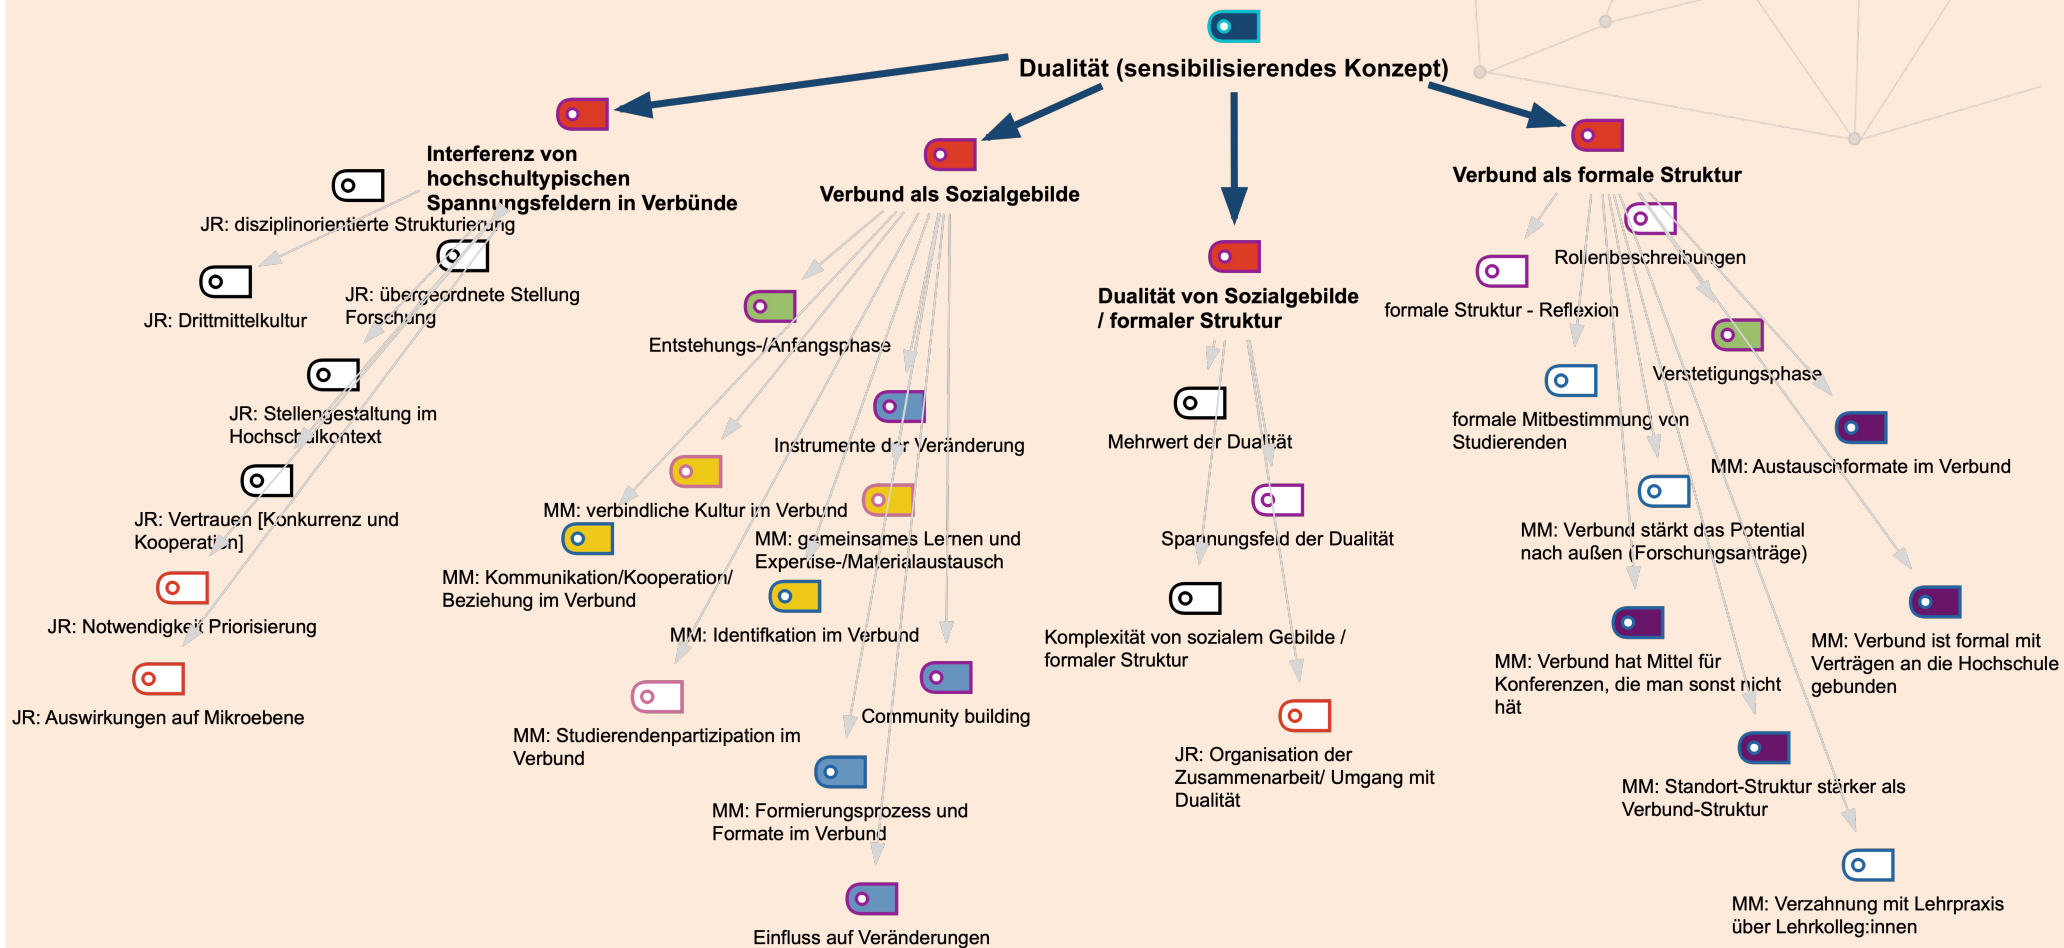 Dualität (sensibilisierendes Konzept)
Interferenz von
hochschultypischen
Spannungsfeldern in Verbünde
JR: disziplinorientierte Strukturierung
JR: übergeordnete Stellung
Forschung
JR: Drittmittelkultur
JR: Stellengestaltung im
Hochschulkontext
JR: Vertrauen [Konkurrenz und
Kooperation]
JR: Notwendigkeit Priorisierung
JR: Auswirkungen auf Mikroebene
Verbund als Sozialgebilde
Entstehungs-/Anfangsphase
Instrumente der Veränderung
MM: verbindliche Kultur im Verbund
MM: gemeinsames Lernen und
Expertise-/Materialaustausch
MM: Kommunikation/Kooperation/
Beziehung im Verbund
MM: Identifkation im Verbund
Community building
MM: Studierendenpartizipation im
Verbund
MM: Formierungsprozess und
Formate im Verbund
Einfluss auf Veränderungen
Dualität von Sozialgebilde
/ formaler Struktur
Mehrwert der Dualität
Spannungsfeld der Dualität
Komplexität von sozialem Gebilde /
formaler Struktur
JR: Organisation der
Zusammenarbeit/ Umgang mit
Dualität
Verbund als formale Struktur
Rollenbeschreibungen
formale Struktur - Reflexion
Verstetigungsphase
formale Mitbestimmung von
Studierenden
MM: Austauschformate im Verbund
MM: Verbund stärkt das Potential
nach außen (Forschungsanträge)
MM: Verbund ist formal mit
Verträgen an die Hochschule
gebunden
MM: Verbund hat Mittel für
Konferenzen, die man sonst nicht
hät
MM: Standort-Struktur stärker als
Verbund-Struktur
MM: Verzahnung mit Lehrpraxis
über Lehrkolleg:innen